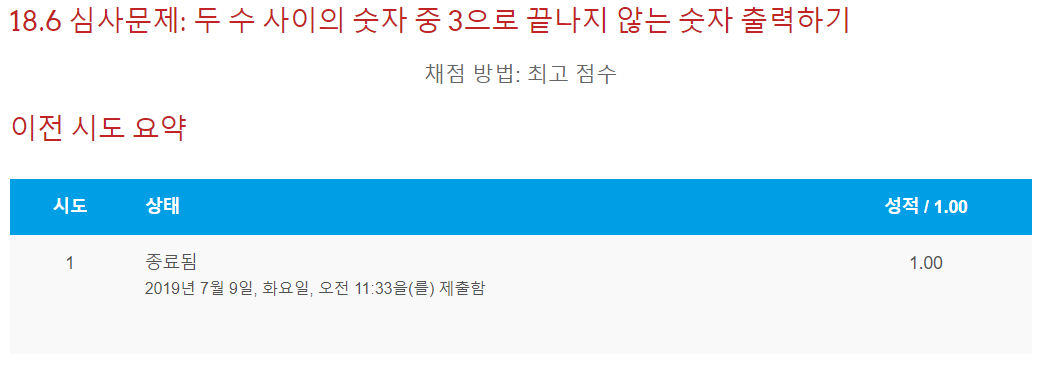 18.6 심사문제: 두 수 사이의 숫자 중 3으로 끝나지 않는 숫자 출력하기
채점 방법: 최고 점수
이전 시도 요약
시도 상태 성적 / 1.00
1 종료됨 1.00
2019년 7월 9일, 화요일, 오전 11:33을(를) 제출함